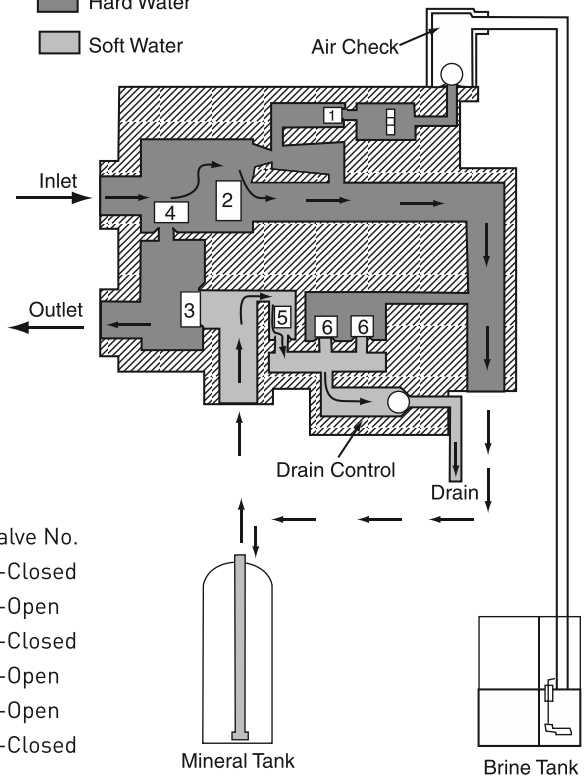 Hard Water
Soft Water
Air Check
1
Inlet
2
4
Outlet
3
5
6
6
Drain Control
Drain
alve No.
-Closed
-Open
-Closed
-Open
-Open
-Closed
Mineral Tank
Brine Tank